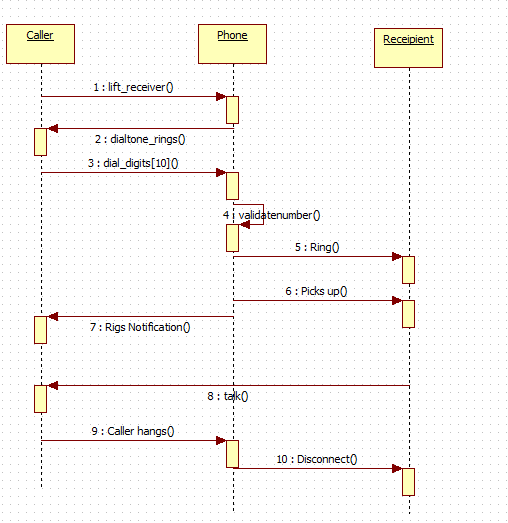 Caller
Phone
Receipient
1 : lift_receiver()
2 : dialtone_rings()
3 : dial_digits[10]()
4 : validatenumber()
5 : Ring()
6 : Picks up()
7 : Rigs Notification()
8 : talk()
9 : Caller hangs()
10 : Disconnect()